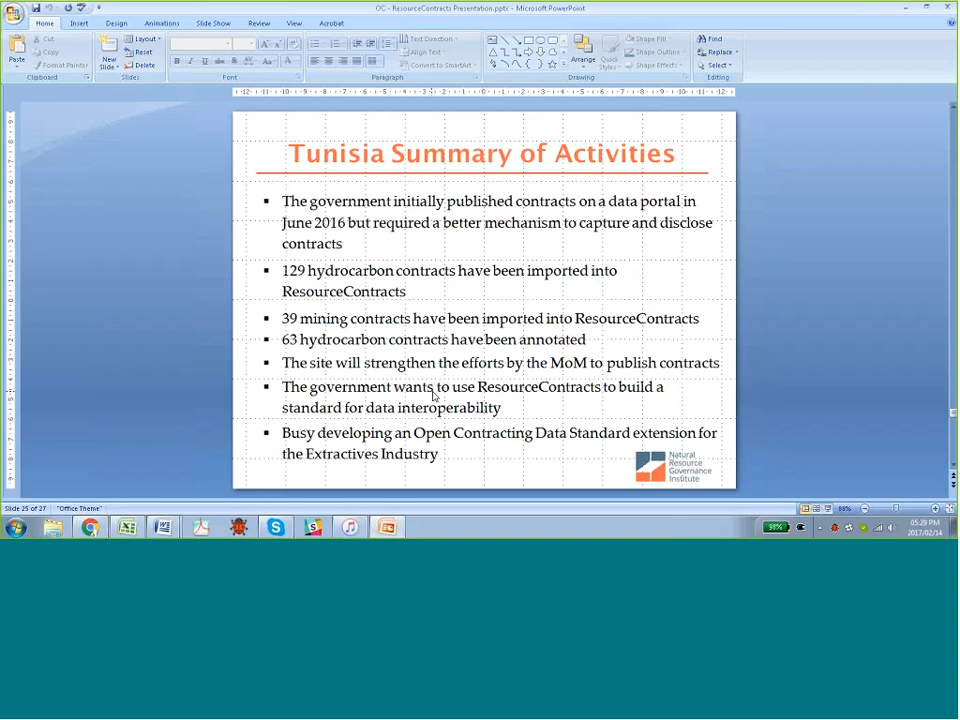 OC - ResourceContracts Presentation.pptx - Microsoft PowerPoint
Home Insert Design Animations Slide Show Review View Acrobat
Cut
Copy
Format Painter
Paste
Clipboard
New Slide
Layout
Reset
Delete
Slides
Font
Paragraph
Text Direction
Align Text
Convert to SmartArt
Arrange
Quick Styles
Shape Fill
Shape Outline
Shape Effects
Drawing
Find
Replace
Select
Editing
Tunisia Summary of Activities
▪ The government initially published contracts on a data portal in
June 2016 but required a better mechanism to capture and disclose
contracts
▪ 129 hydrocarbon contracts have been imported into
ResourceContracts
▪ 39 mining contracts have been imported into ResourceContracts
▪ 63 hydrocarbon contracts have been annotated
▪ The site will strengthen the efforts by the MoM to publish contracts
▪ The government wants to use ResourceContracts to build a
standard for data interoperability
▪ Busy developing an Open Contracting Data Standard extension for
the Extractives Industry
Natural
Resource
Governance
Institute
Slide 25 of 27 "Office Theme" 88%
98% 05:29 PM
2017/02/14